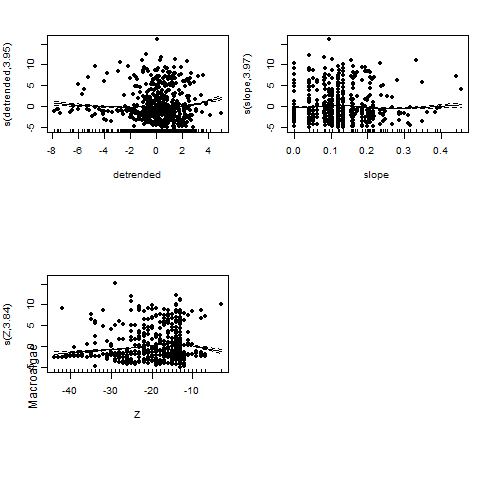 s(detrended,3.95)
10
5
0
-5
-8 -6 -4 -2 0 2 4
detrended
s(slope,3.97)
10
5
0
-5
0.0 0.1 0.2 0.3 0.4
slope
s(Z,3.84)
Macroalgae
10
5
0
-5
-40 -30 -20 -10
Z